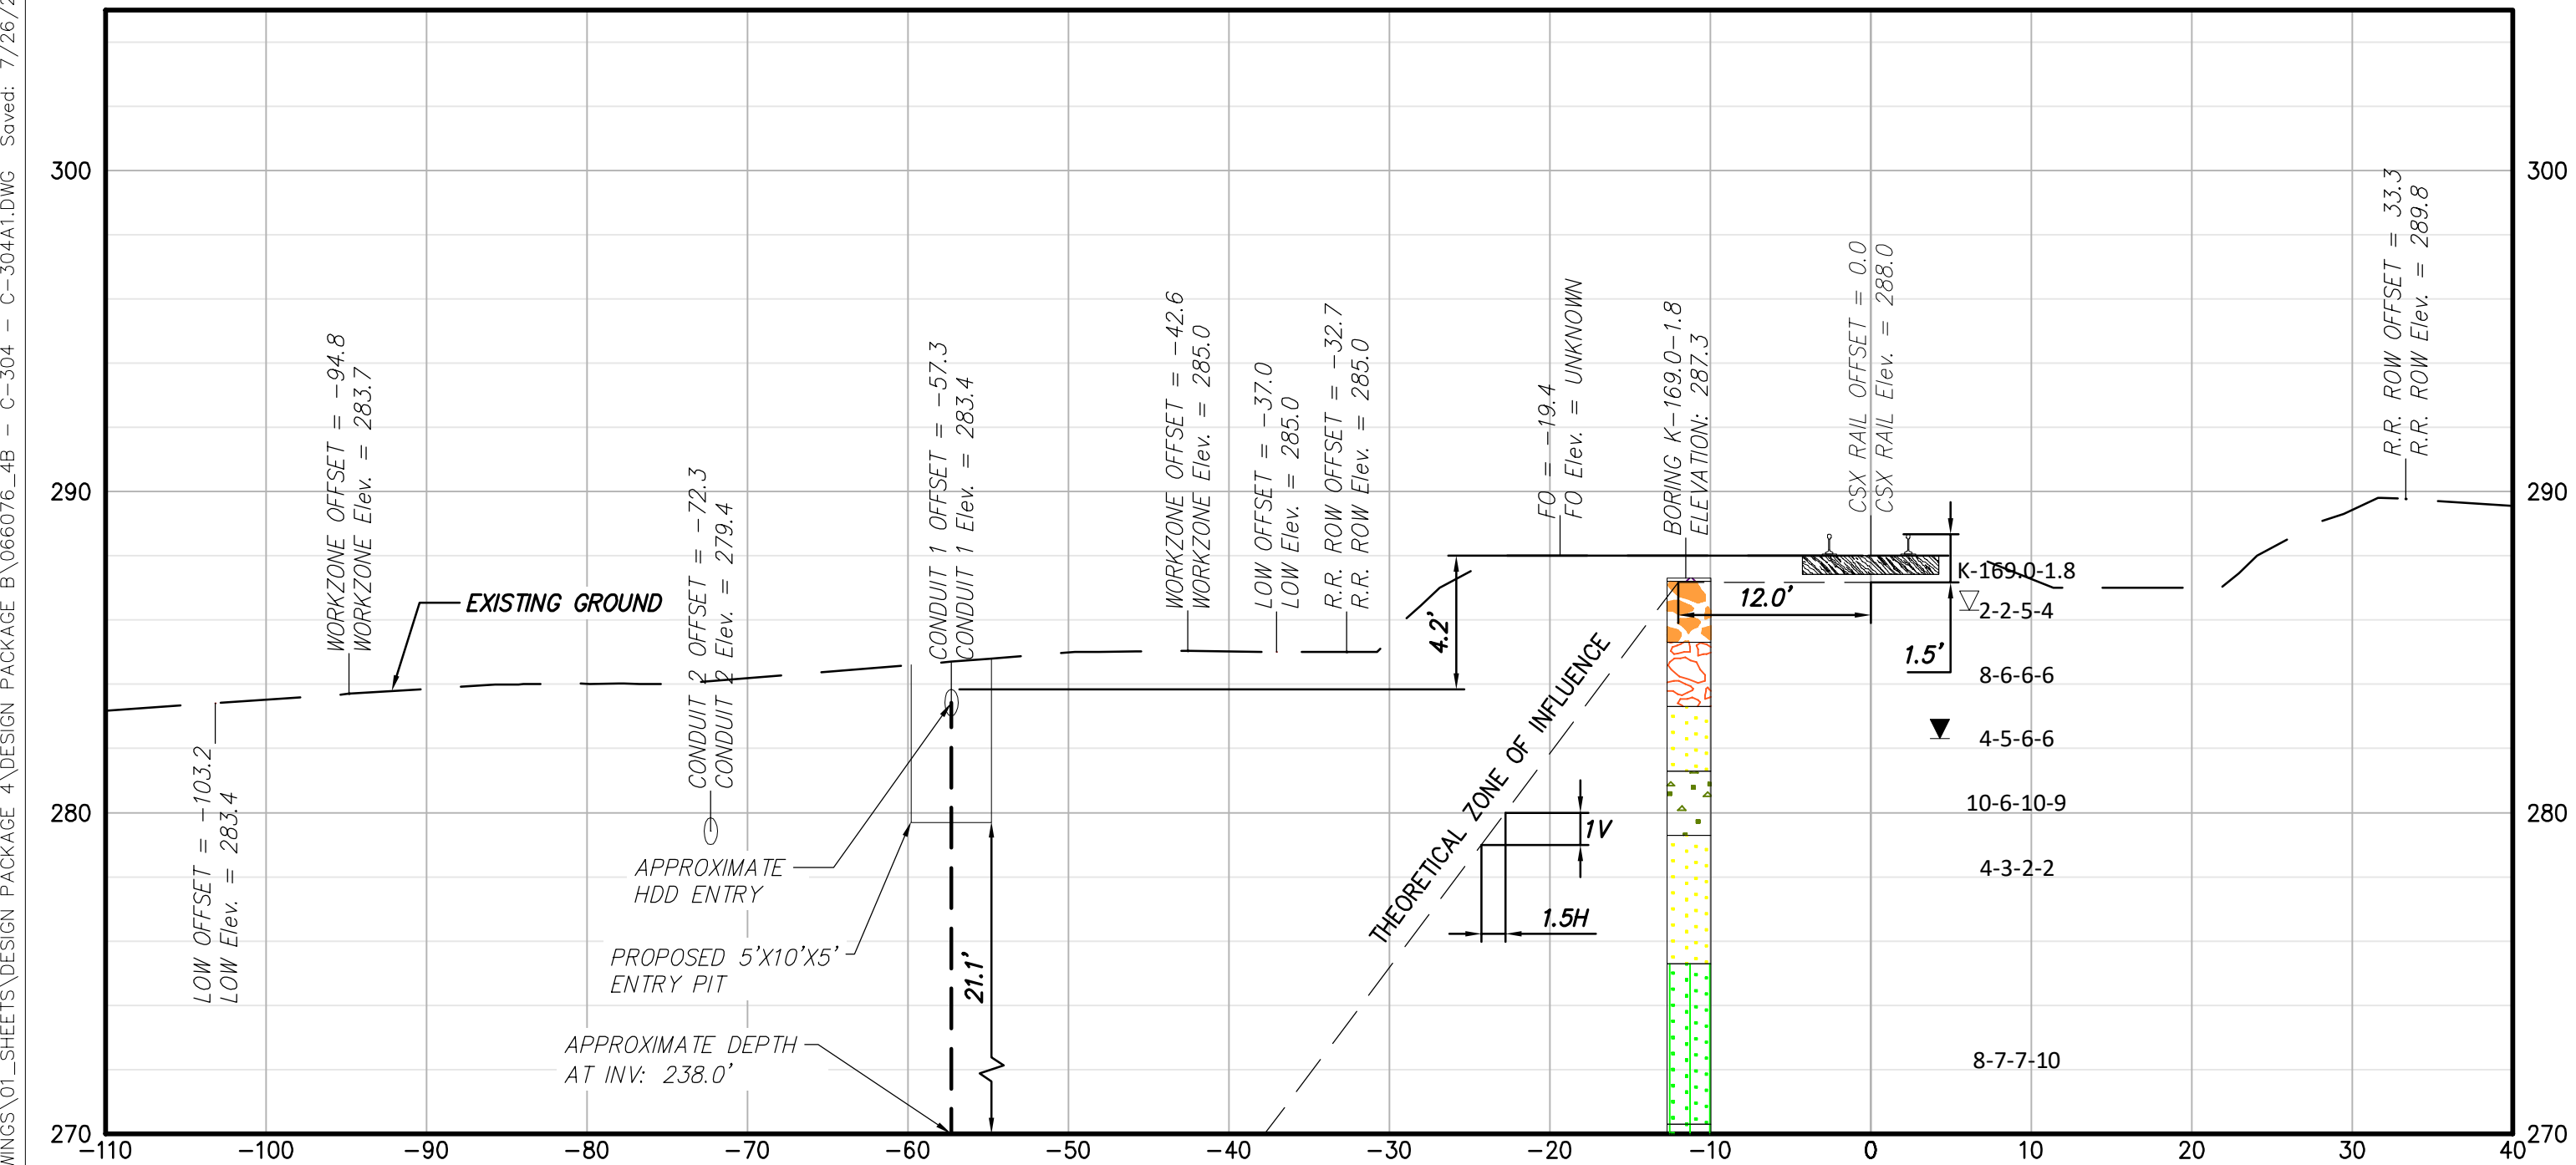 WINGS\01_SHEETS\DESIGN PACKAGE 4\DESIGN PACKAGE B\066076_4B - C-304 - C-304A1.DWG Saved: 7/26/2
300
290
280
270
300
290
280
270
WORKZONE OFFSET = -94.8
WORKZONE Elev. = 283.7
LOW OFFSET = -103.2
LOW Elev. = 283.4
EXISTING GROUND
CONDUIT 2 OFFSET = -72.3
CONDUIT 2 Elev. = 279.4
CONDUIT 1 OFFSET = -57.3
CONDUIT 1 Elev. = 283.4
WORKZONE OFFSET = -42.6
WORKZONE Elev. = 285.0
LOW OFFSET = -37.0
LOW Elev. = 285.0
R.R. ROW OFFSET = -32.7
R.R. ROW Elev. = 285.0
FO = -19.4
FO Elev. = UNKNOWN
BORING K-169.0-1.8
ELEVATION: 287.3
CSX RAIL OFFSET = 0.0
CSX RAIL Elev. = 288.0
R.R. ROW OFFSET = 33.3
R.R. ROW Elev. = 289.8
APPROXIMATE
HDD ENTRY
PROPOSED 5'X10'X5'
ENTRY PIT
APPROXIMATE DEPTH
AT INV: 238.0'
21.1'
4.2'
12.0'
1.5'
THEORETICAL ZONE OF INFLUENCE
1V
1.5H
K-169.0-1.8
2-2-5-4
8-6-6-6
4-5-6-6
10-6-10-9
4-3-2-2
8-7-7-10
-110 -100 -90 -80 -70 -60 -50 -40 -30 -20 -10 0 10 20 30 40